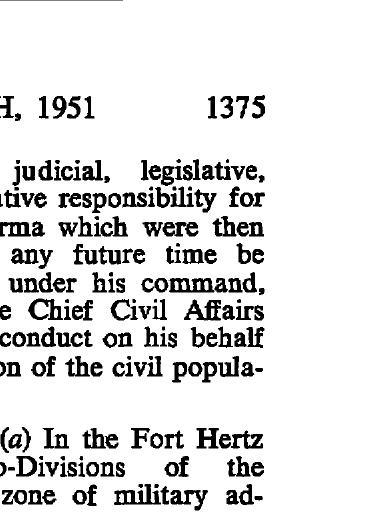 H, 1951 1375
judicial, legislative,
tive responsibility for
rma which were then
any future time be
under his command,
e Chief Civil Affairs
conduct on his behalf
on of the civil popula-
(a) In the Fort Hertz
o-Divisions of the
zone of military ad-